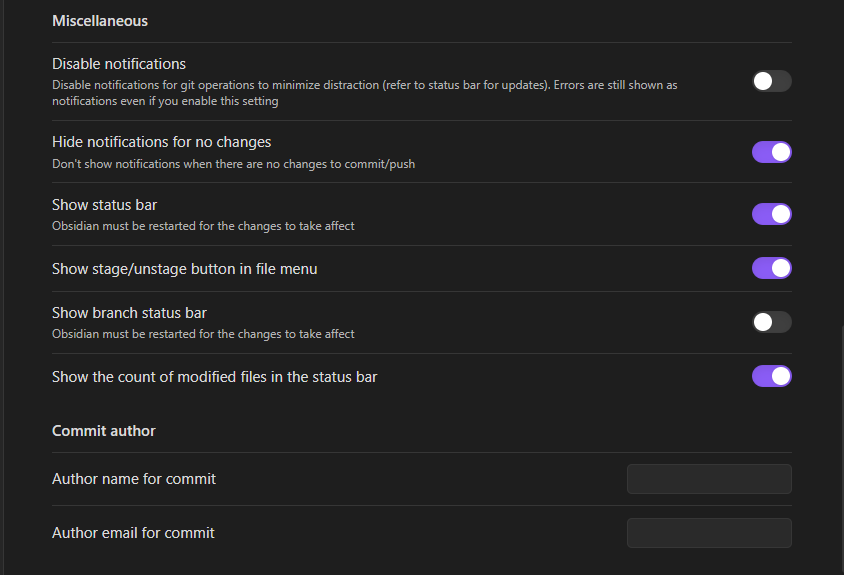 Miscellaneous
Disable notifications
Disable notifications for git operations to minimize distraction (refer to status bar for updates). Errors are still shown as
notifications even if you enable this setting
Hide notifications for no changes
Don't show notifications when there are no changes to commit/push
Show status bar
Obsidian must be restarted for the changes to take affect
Show stage/unstage button in file menu
Show branch status bar
Obsidian must be restarted for the changes to take affect
Show the count of modified files in the status bar
Commit author
Author name for commit
Author email for commit